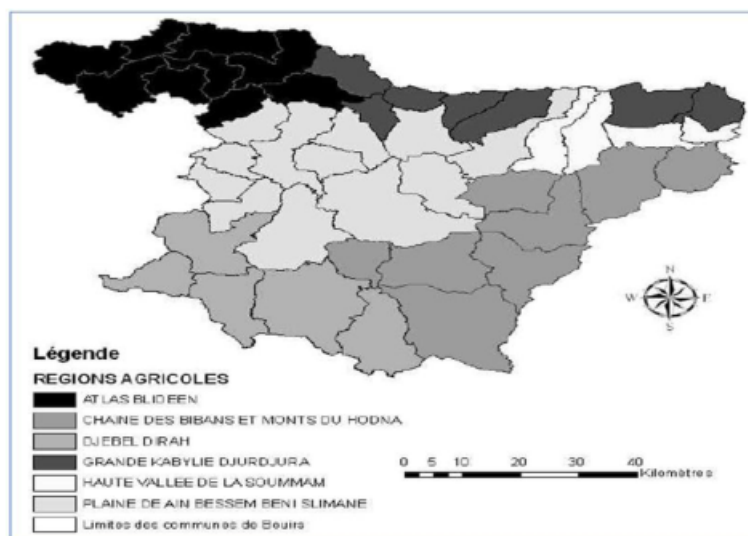 N
W E
S
Légende
REGIONS AGRICOLES
ATLAS BLIDEEN
CHAINE DES BIBANS ET MONTS DU HODNA
DJEBEL DIRAH
GRANDE KABYLIE DJURDJURA
HAUTE VALLEE DE LA SOUMMAM
PLAINE DE AIN BESSEM BENI SLIMANE
Limites des communes de Bouira
0 5 10 20 30 40
Kilomètres